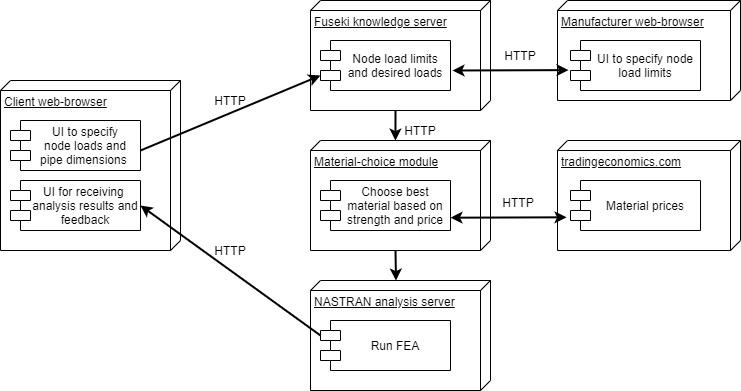 Fuseki knowledge server
Node load limits
and desired loads
HTTP
Manufacturer web-browser
UI to specify node
load limits
Client web-browser
UI to specify
node loads and
pipe dimensions
UI for receiving
analysis results and
feedback
HTTP
HTTP
Material-choice module
Choose best
material based on
strength and price
HTTP
tradingeconomics.com
Material prices
HTTP
NASTRAN analysis server
Run FEA